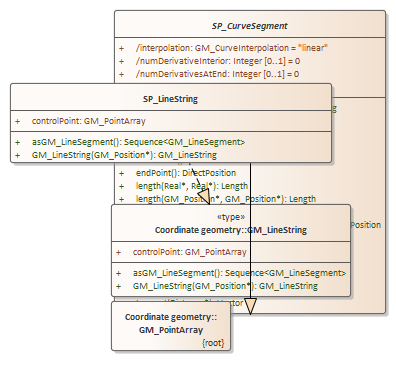 SP_CurveSegment
+ /interpolation: GM_CurveInterpolation = "linear"
+ /numDerivativeInterior: Integer [0..1] = 0
+ /numDerivativesAtEnd: Integer [0..1] = 0
SP_LineString
+ controlPoint: GM_PointArray
+ asGM_LineSegment(): Sequence<GM_LineSegment>
+ GM_LineString(GM_Position*): GM_LineString
+ endPoint(): DirectPosition
+ length(Real*, Real*): Length
+ length(GM_Position*, GM_Position*): Length
Position
«type»
Coordinate geometry::GM_LineString
+ controlPoint: GM_PointArray
+ asGM_LineSegment(): Sequence<GM_LineSegment>
+ GM_LineString(GM_Position*): GM_LineString
Coordinate geometry::
GM_PointArray
{root}